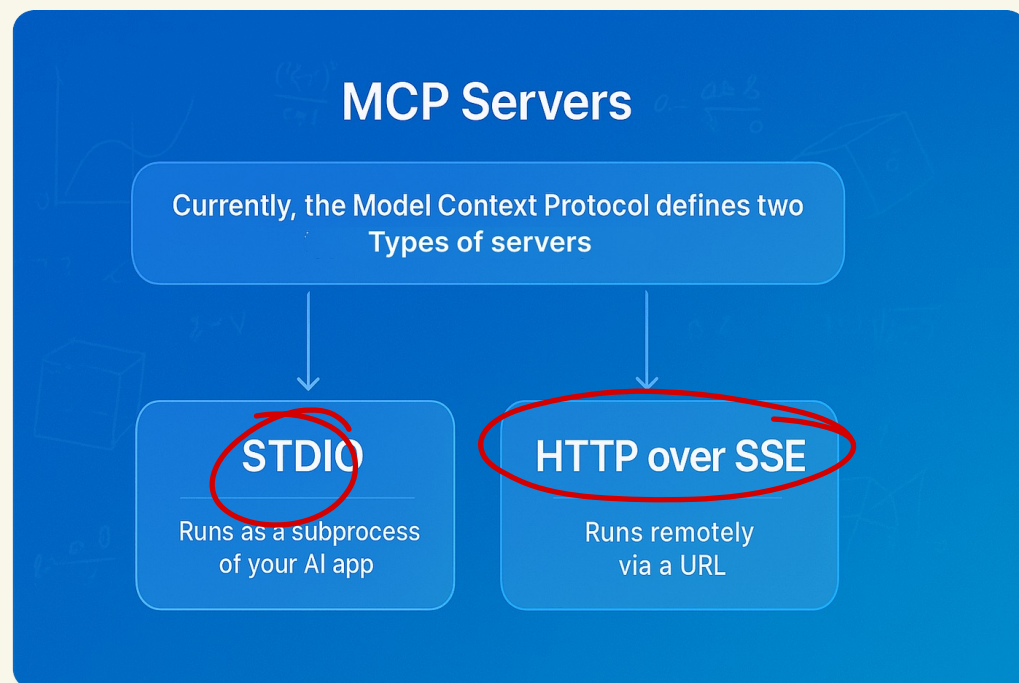 MCP Servers
Currently, the Model Context Protocol defines two
Types of servers
STDIO
Runs as a subprocess
of your AI app
HTTP over SSE
Runs remotely
via a URL